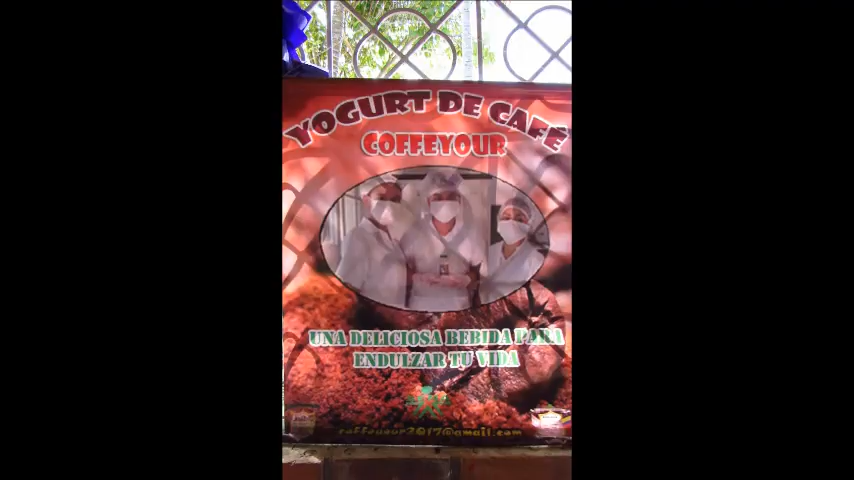 YOGURT DE CAFÉ
COFFEYOUR
UNA DELICIOSA BEBIDA PARA
ENDULZAR TU VIDA
coffeyour2017@gmail.com